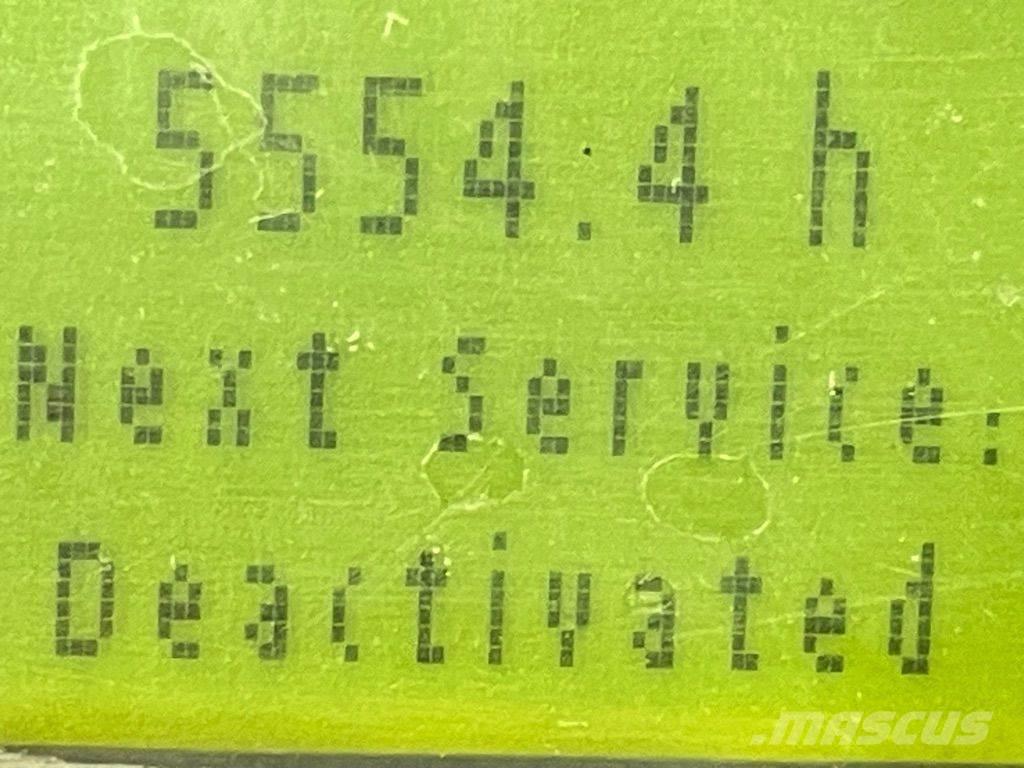 5554.4 h
Next Service:
Deactivated
.mascus